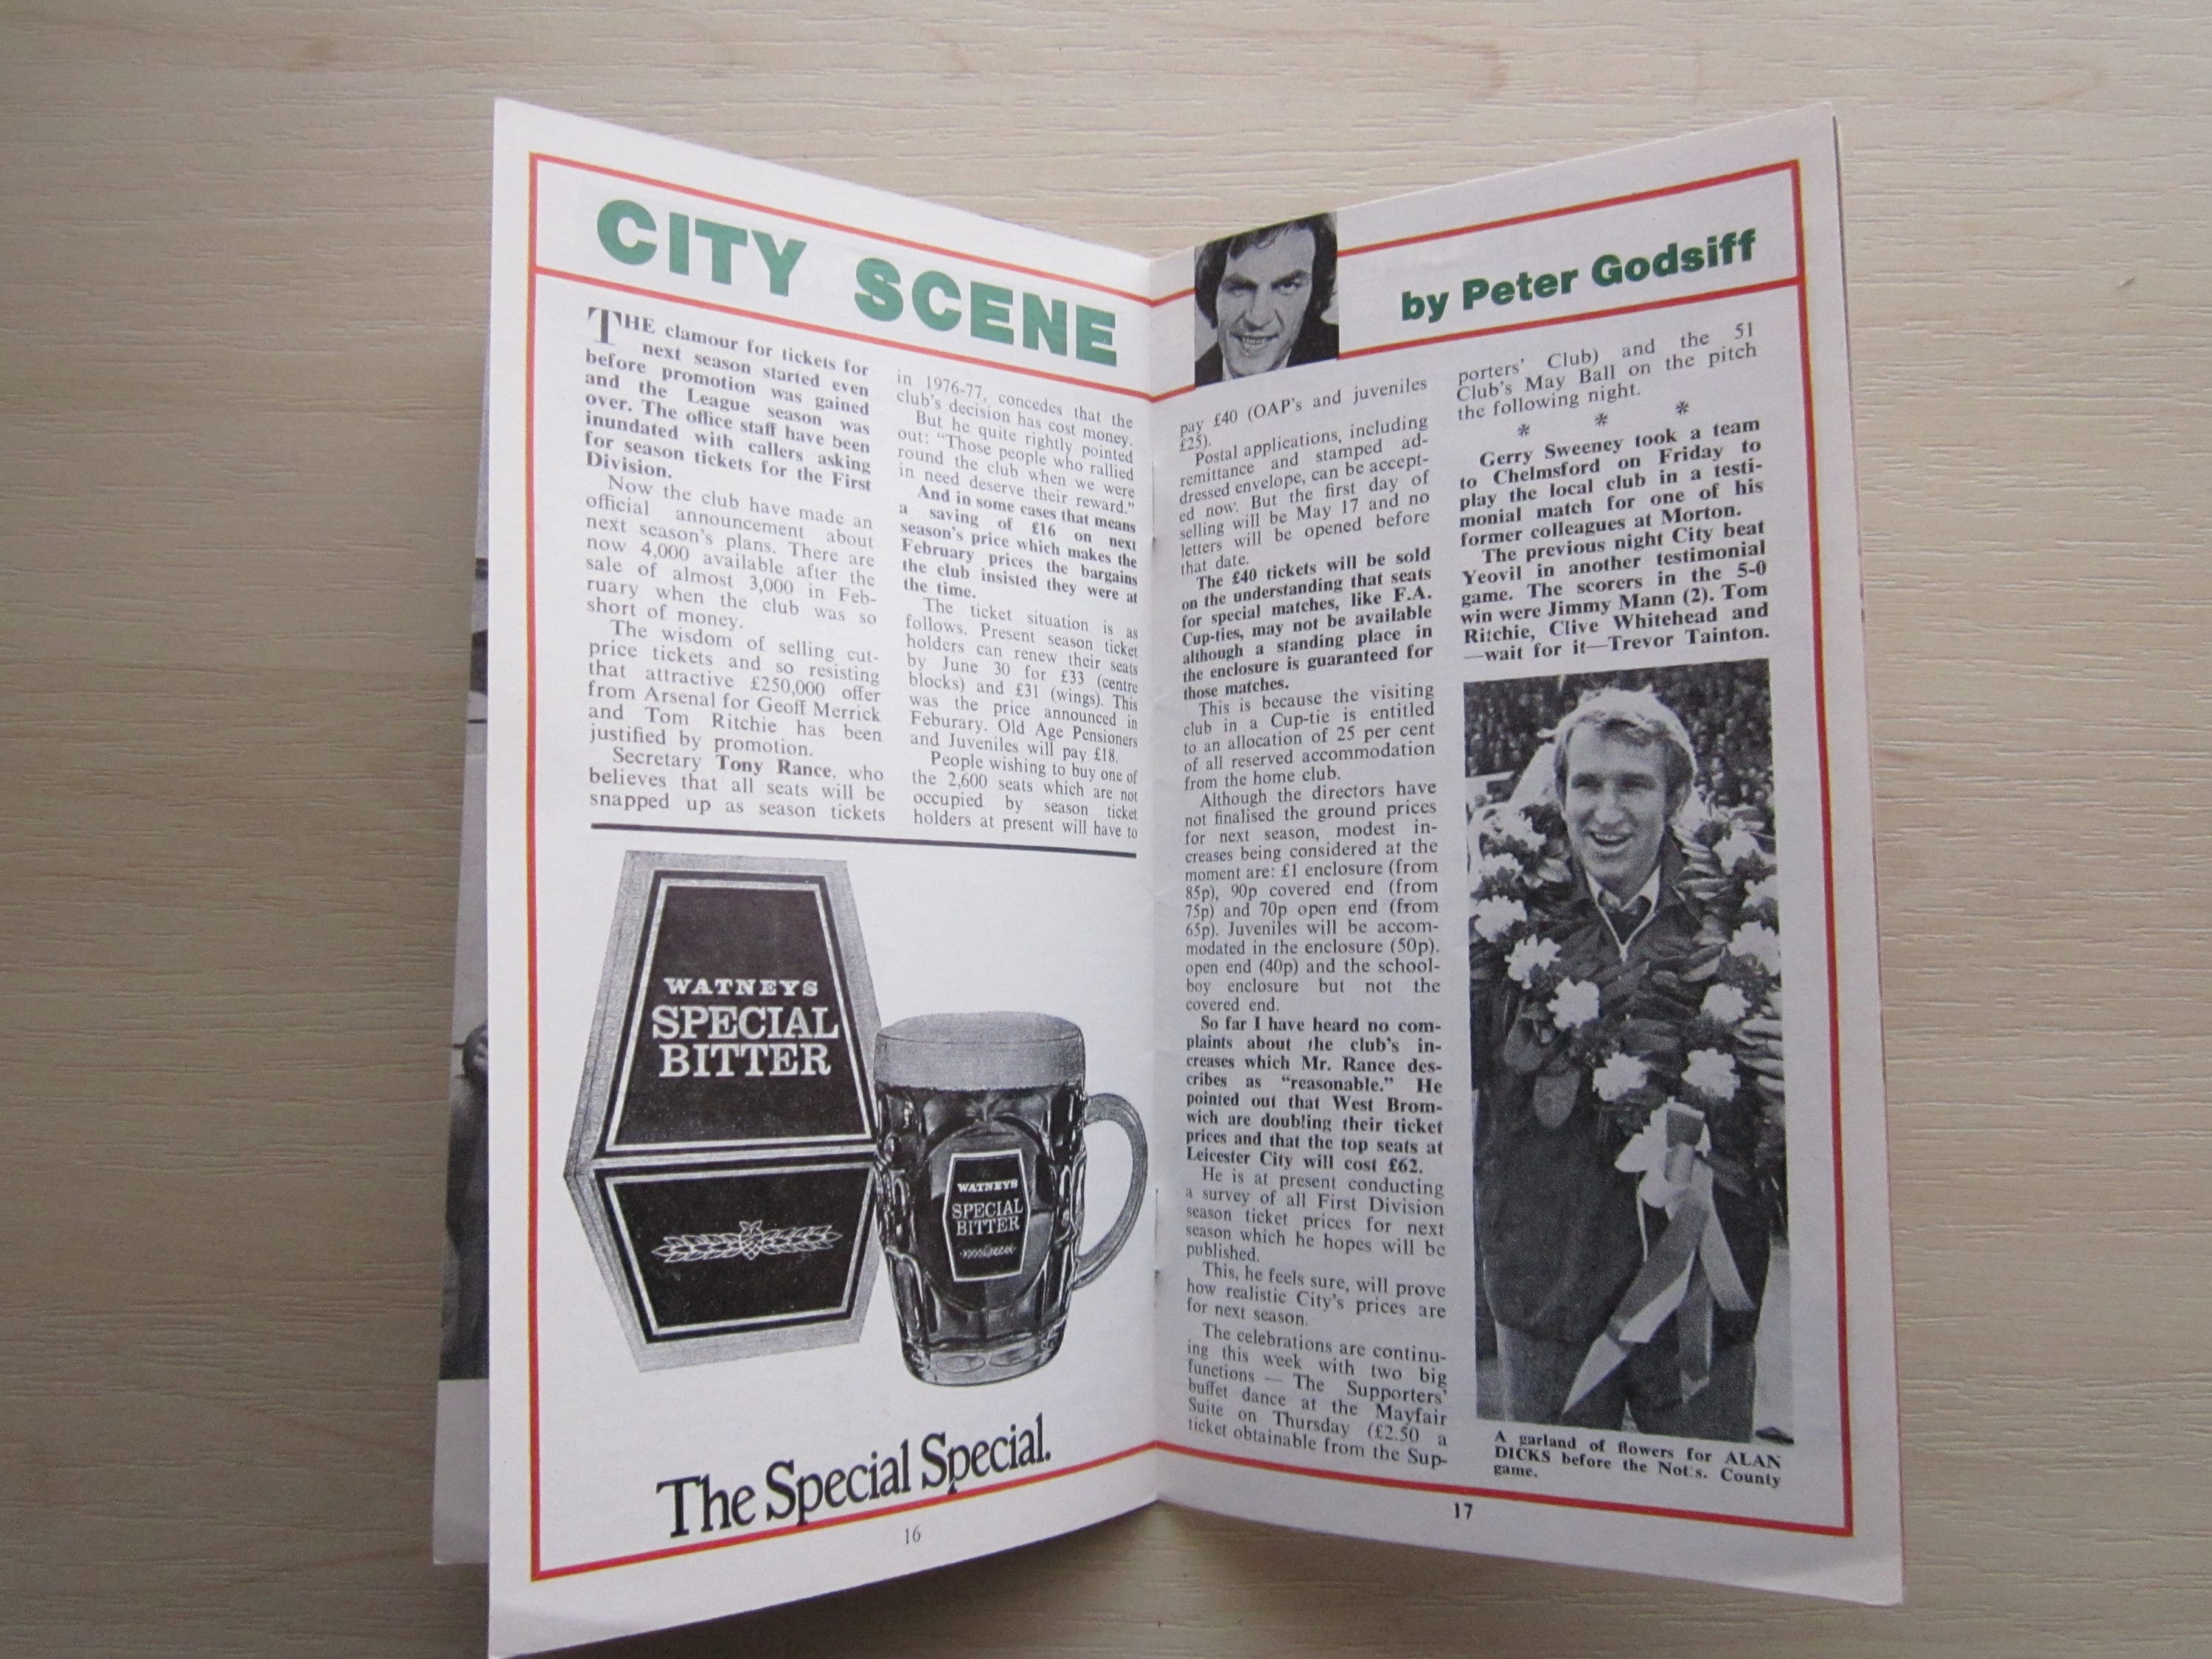 CITY SCENE
THE clamour for tickets for
next season started even
before promotion was gained
and the League season was
over. The office staff have been
inundated with callers asking
for season tickets for the First
Division.
Now the club have made an
official announcement about
next season's plans. There are
now 4,000 available after the
sale of almost 3,000 in Feb-
ruary when the club was so
short of money.
The wisdom of selling cut-
price tickets and so resisting
that attractive £250,000 offer
from Arsenal for Geoff Merrick
and Tom Ritchie has been
justified by promotion.
Secretary Tony Rance, who
believes that all seats will be
snapped up as season tickets
in 1976-77, concedes that the
club's decision has cost money.
But he quite rightly pointed
out: "Those people who rallied
round the club when we were
in need deserve their reward."
And in some cases that means
a saving of £16 on next
season's price which makes the
February prices the bargains
the club insisted they were at
the time.
The ticket situation is as
follows. Present season ticket
holders can renew their seats
by June 30 for £33 (centre
blocks) and £31 (wings). This
was the price announced in
Feburary. Old Age Pensioners
and Juveniles will pay £18.
People wishing to buy one of
the 2,600 seats which are not
occupied by season ticket
holders at present will have to
WATNEYS
SPECIAL
BITTER
WATNEYS
SPECIAL
BITTER
The Special Special.
16
by Peter Godsiff
pay £40 (OAP's and juveniles
£25).
Postal applications, including
remittance and stamped ad-
dressed envelope, can be accept-
ed now. But the first day of
selling will be May 17 and no
letters will be opened before
that date.
The £40 tickets will be sold
on the understanding that seats
for special matches, like F.A.
Cup-ties, may not be available
although a standing place in
the enclosure is guaranteed for
those matches.
This is because the visiting
club in a Cup-tie is entitled
to an allocation of 25 per cent
of all reserved accommodation
from the home club.
Although the directors have
not finalised the ground prices
for next season, modest in-
creases being considered at the
moment are: £1 enclosure (from
85p), 90p covered end (from
75p) and 70p open end (from
65p). Juveniles will be accom-
modated in the enclosure (50p).
open end (40p) and the school-
boy enclosure but not the
covered end.
So far I have heard no com-
plaints about the club's in-
creases which Mr. Rance des-
cribes as "reasonable." He
pointed out that West Brom-
wich are doubling their ticket
prices and that the top seats at
Leicester City will cost £62.
He is at present conducting
a survey of all First Division
season ticket prices for next
season which he hopes will be
published.
This, he feels sure, will prove
how realistic City's prices are
for next season.
The celebrations are continu-
ing this week with two big
functions — The Supporters'
buffet dance at the Mayfair
Suite on Thursday (£2.50 a
ticket obtainable from the Sup-
porters' Club) and the 51
Club's May Ball on the pitch
the following night.
* * *
Gerry Sweeney took a team
to Chelmsford on Friday to
play the local club in a testi-
monial match for one of his
former colleagues at Morton.
The previous night City beat
Yeovil in another testimonial
game. The scorers in the 5-0
win were Jimmy Mann (2). Tom
Ritchie, Clive Whitehead and
—wait for it—Trevor Tainton.
A garland of flowers for ALAN
DICKS before the Notts. County
game.
17